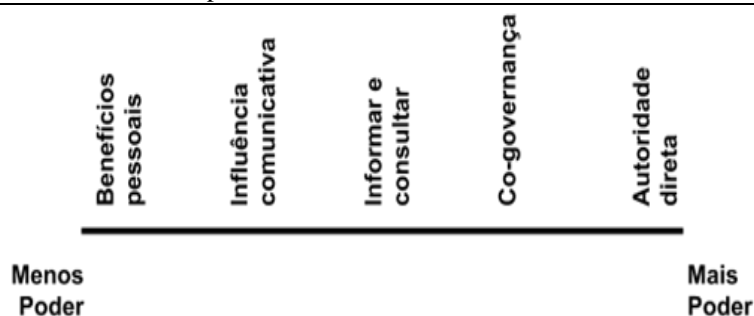 Benefícios
pessoais
Influência
comunicativa
Informar e
consultar
Co-governança
Autoridade
direta
Menos
Poder
Mais
Poder